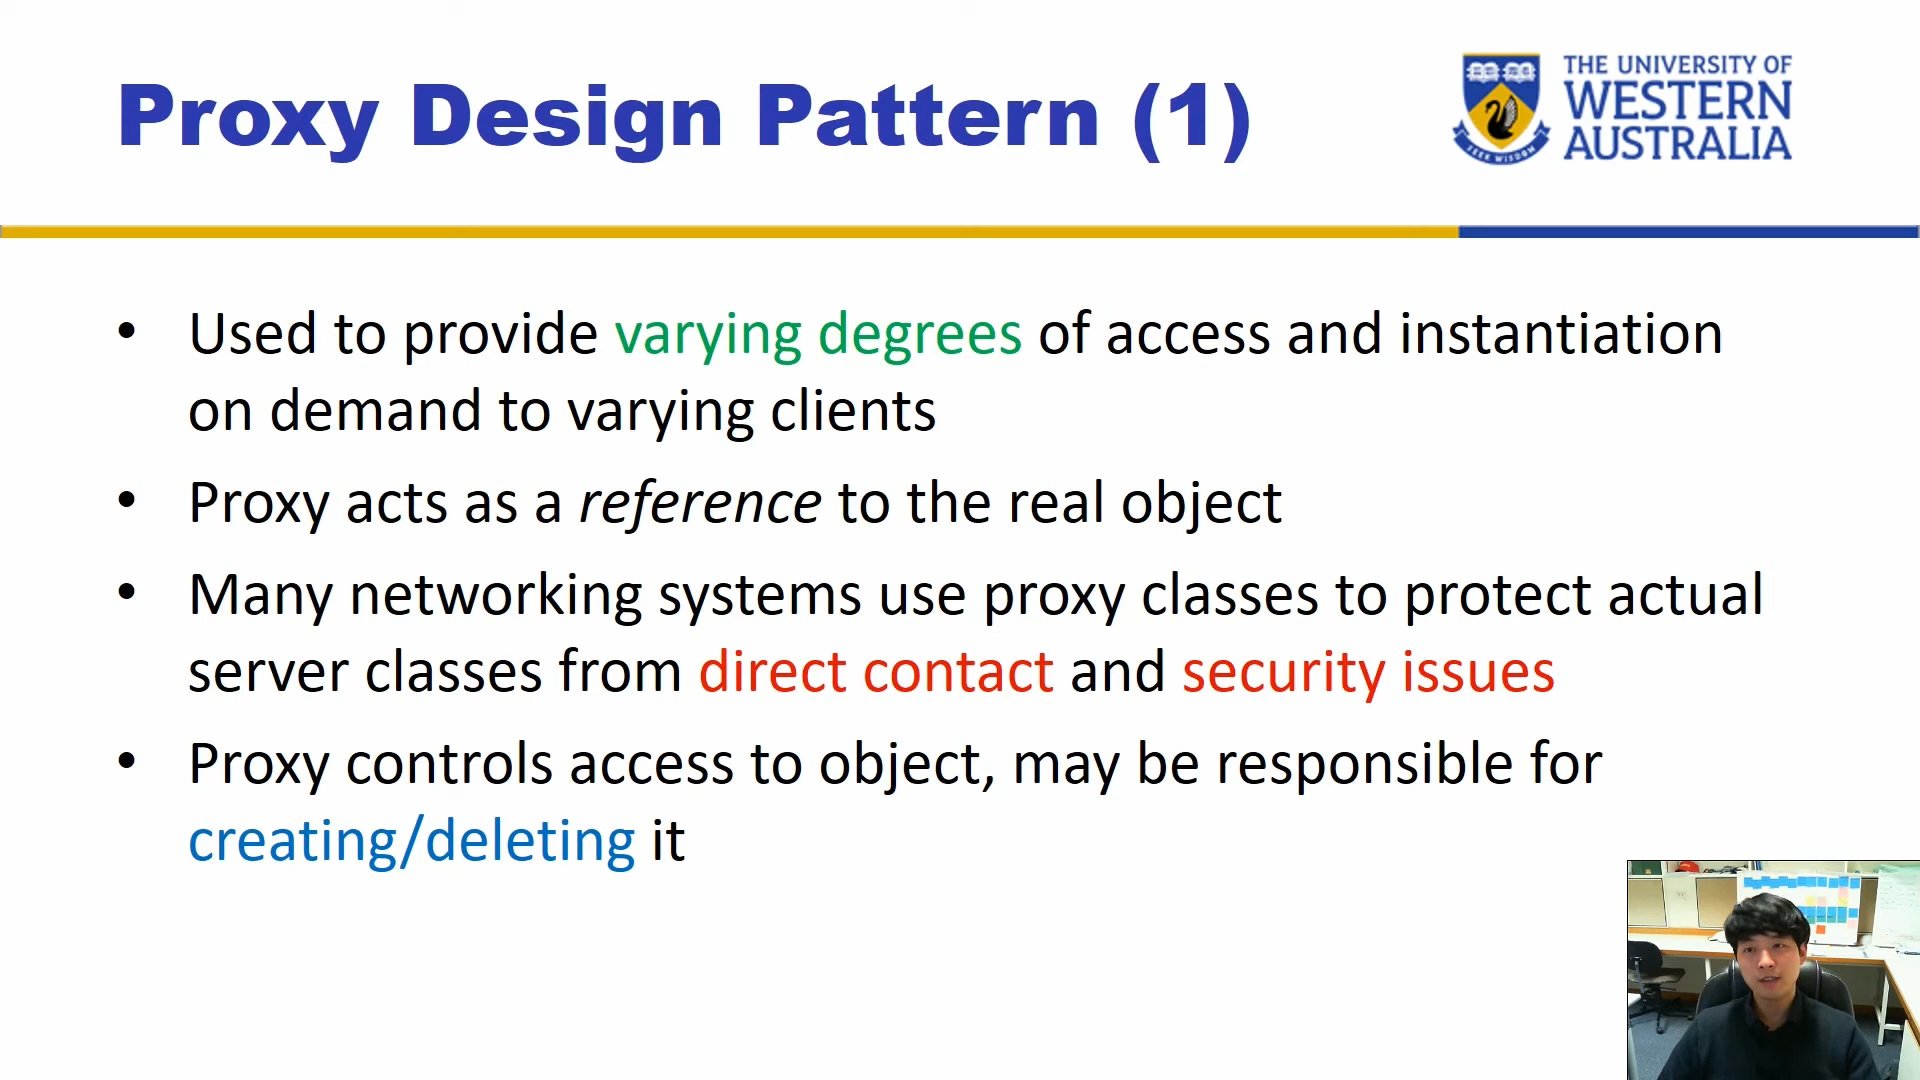 Proxy Design Pattern (1)
THE UNIVERSITY OF
WESTERN
AUSTRALIA
SEEK WISDOM
• Used to provide varying degrees of access and instantiation
on demand to varying clients
• Proxy acts as a reference to the real object
• Many networking systems use proxy classes to protect actual
server classes from direct contact and security issues
• Proxy controls access to object, may be responsible for
creating/deleting it